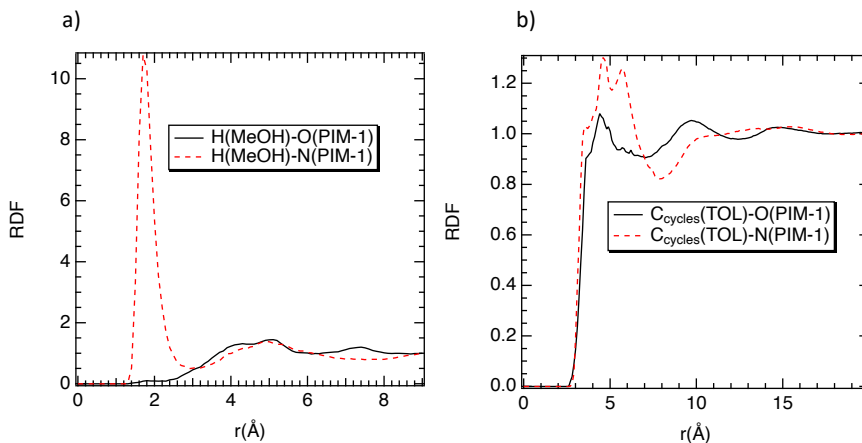 a)
10
8
6
4
2
0
RDF
H(MeOH)-O(PIM-1)
H(MeOH)-N(PIM-1)
0
2
4
6
8
r(Å)
b)
1.2
1.0
0.8
0.6
0.4
0.2
0.0
RDF
Ccycles(TOL)-O(PIM-1)
Ccycles(TOL)-N(PIM-1)
0
5
10
15
r(Å)